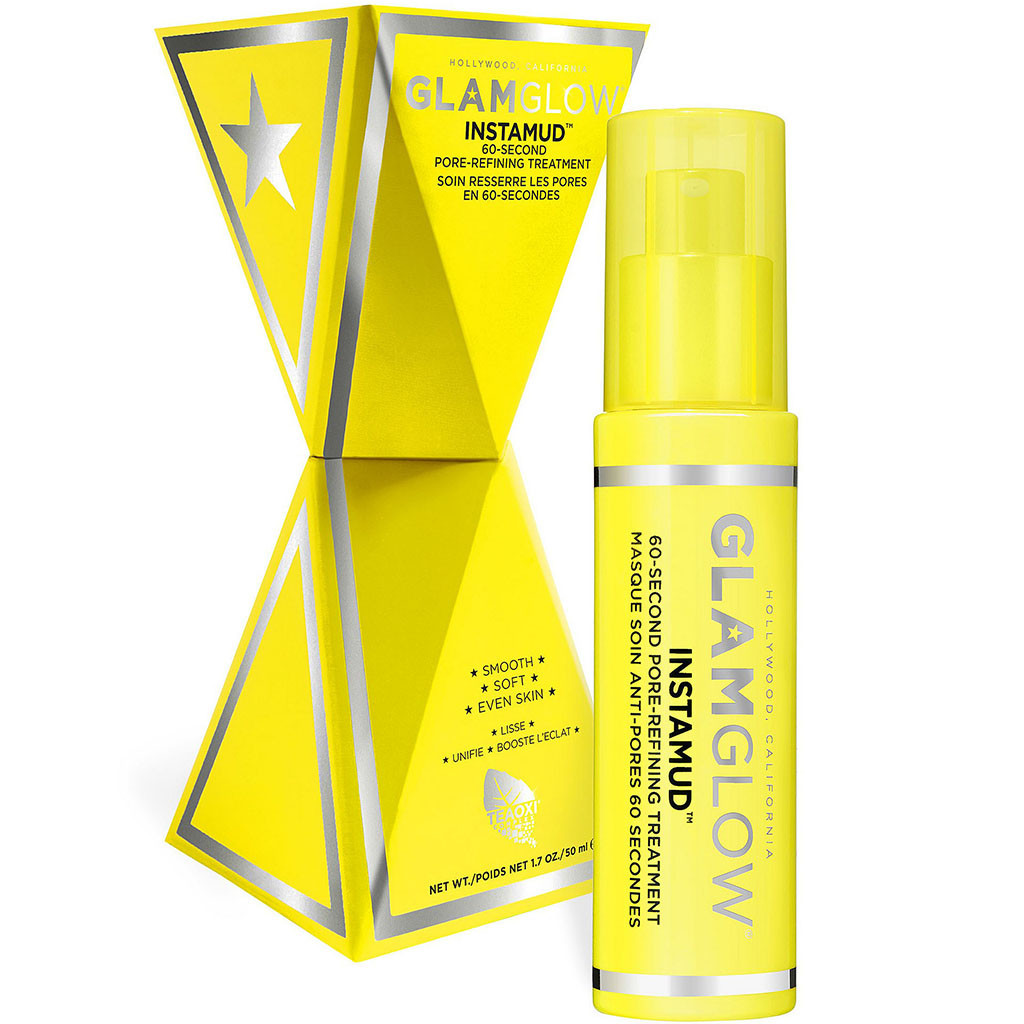 HOLLYWOOD, CALIFORNIA
GLAMGLOW®
INSTAMUD™
60-SECOND
PORE-REFINING TREATMENT
SOIN RESSERRE LES PORES
EN 60-SECONDES
★ SMOOTH ★
★ SOFT ★
★ EVEN SKIN ★
★ LISSE ★
★ UNIFIE ★ BOOSTE L'ECLAT ★
TEAOXI
NET WT./POIDS NET 1.7 OZ./50 ml
HOLLYWOOD, CALIFORNIA
GLAMGLOW®
INSTAMUD™
60-SECOND PORE-REFINING TREATMENT
MASQUE SOIN ANTI-PORES 60 SECONDES